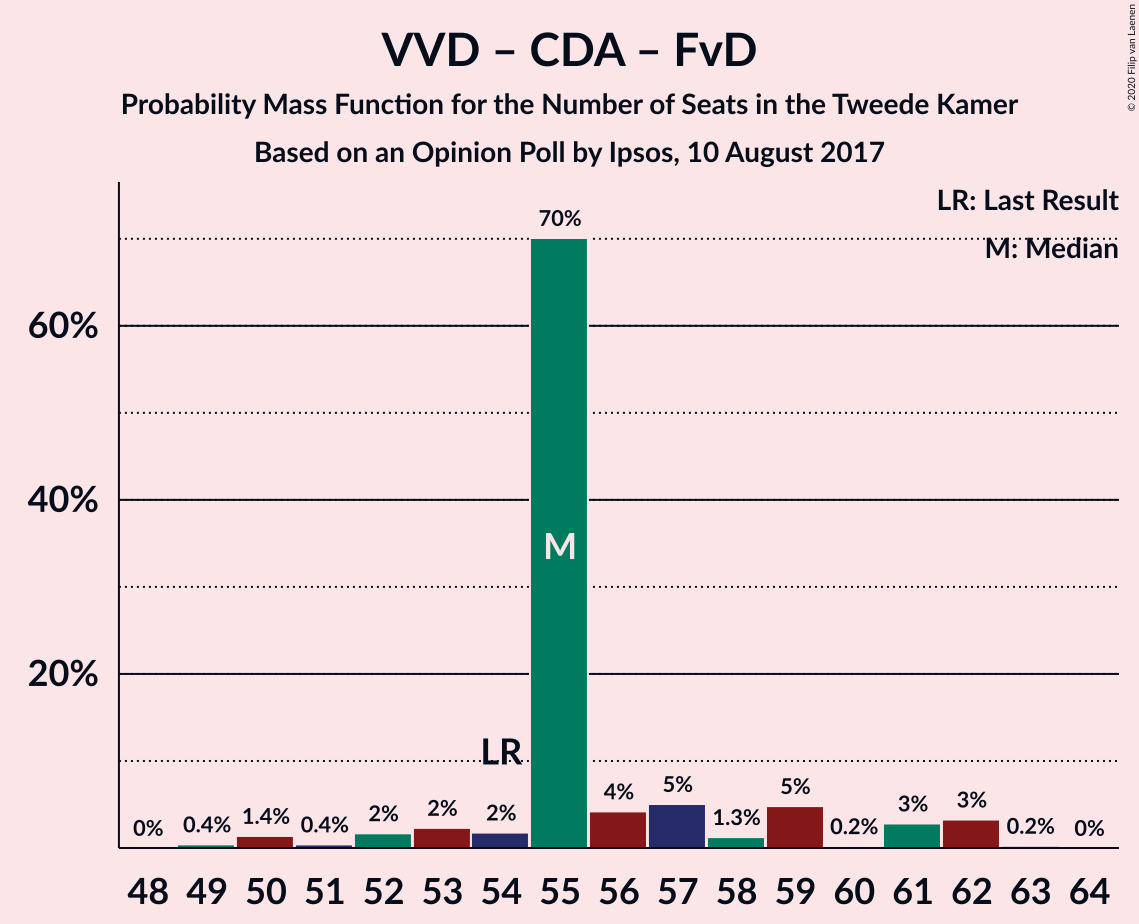 VVD – CDA – FvD
Probability Mass Function for the Number of Seats in the Tweede Kamer
Based on an Opinion Poll by Ipsos, 10 August 2017
© 2020 Filip van Laenen
LR: Last Result
M: Median
60%
40%
20%
0%
0.4%
1.4%
0.4%
2%
2%
2%
70%
4%
5%
1.3%
5%
0.2%
3%
3%
0.2%
0%
LR
M
48 49 50 51 52 53 54 55 56 57 58 59 60 61 62 63 64